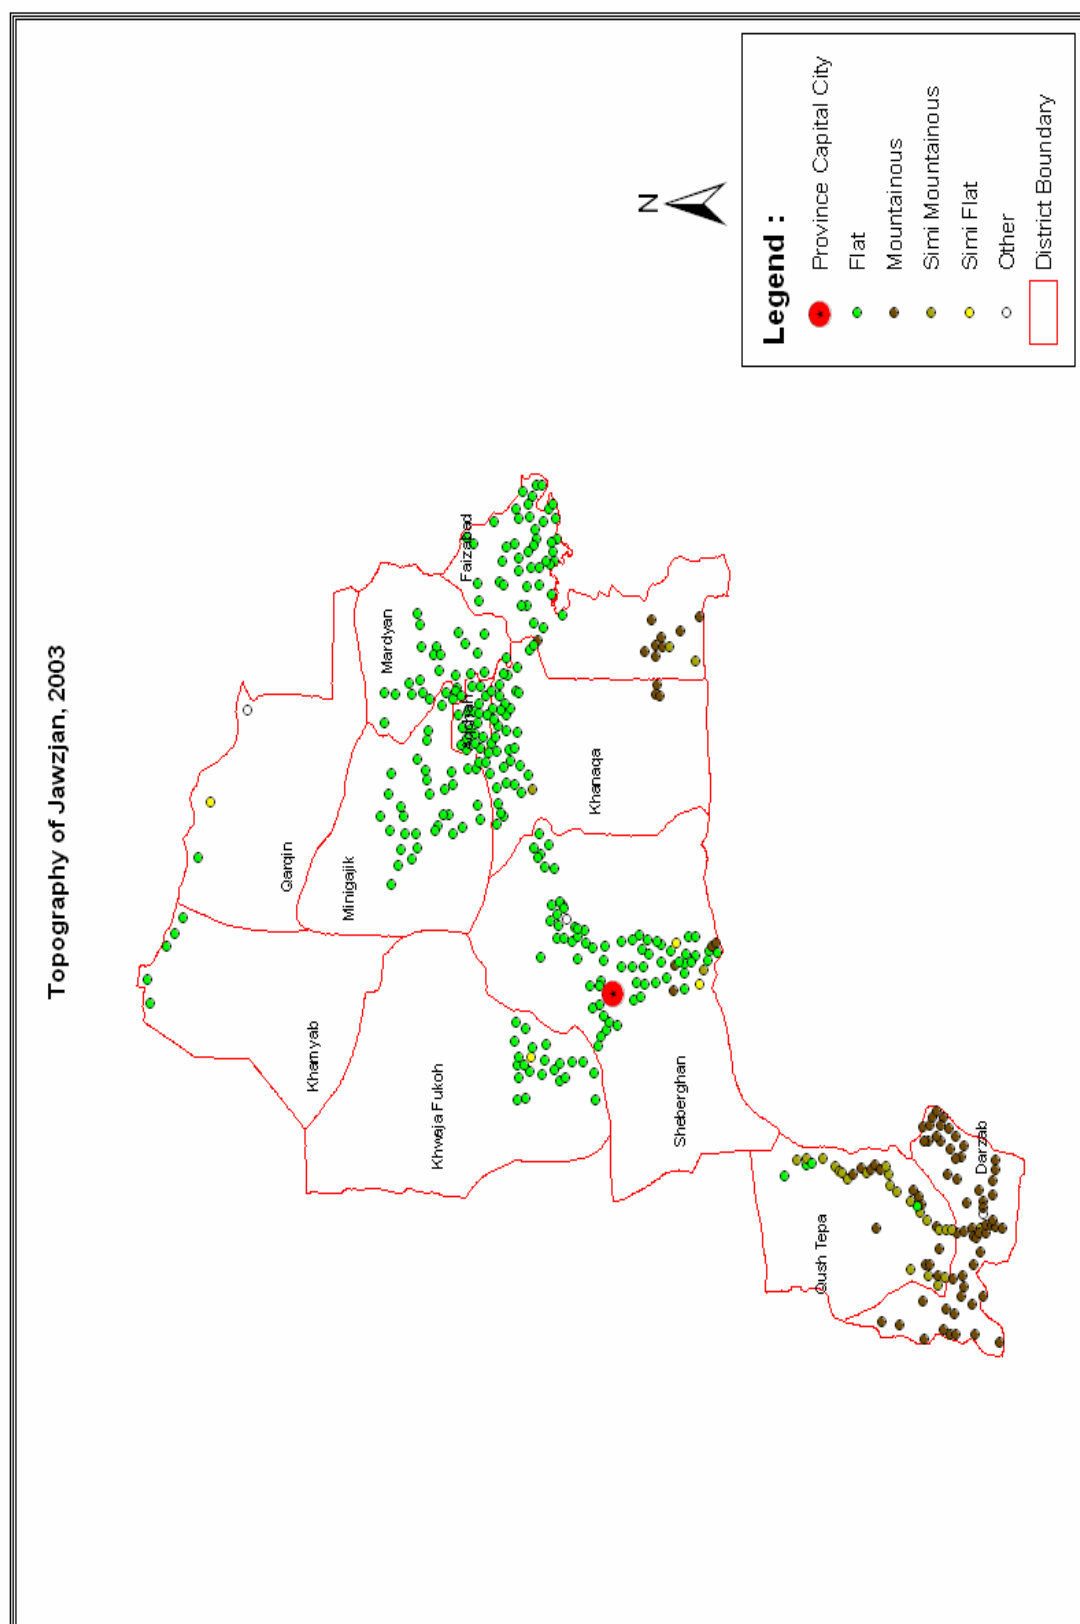 Topography of Jawzjan, 2003
N
Legend :
Province Capital City
Flat
Mountainous
Simi Mountainous
Simi Flat
Other
District Boundary
Faizabad
Mardyan
Aqchah
Qarqin
Minigajik
Khanaqa
Khamyab
Khwaja Fukoh
Sheberghan
Qush Tepa
Darzab